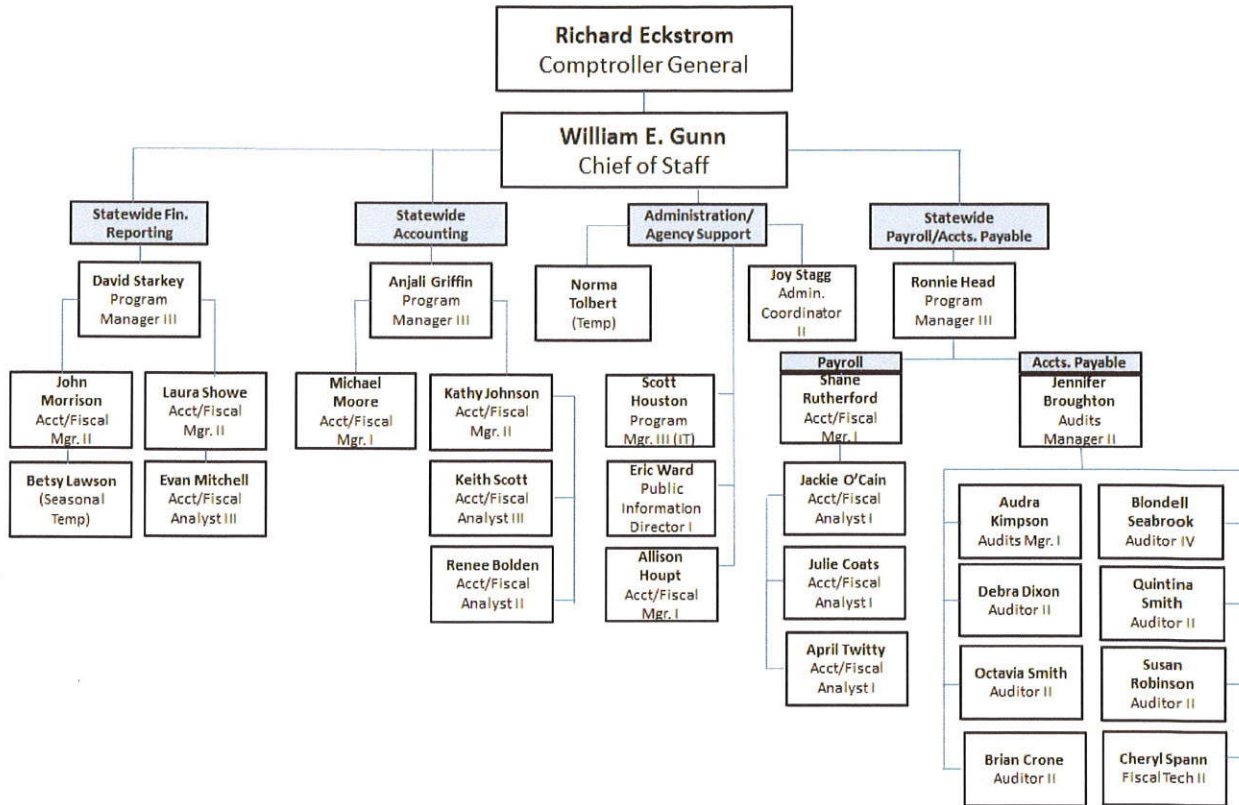 Richard Eckstrom
Comptroller General
William E. Gunn
Chief of Staff
Statewide Fin.
Reporting
David Starkey
Program
Manager III
John
Morrison
Acct/Fiscal
Mgr. II
Betsy Lawson
(Seasonal
Temp)
Laura Showe
Acct/Fiscal
Mgr. II
Evan Mitchell
Acct/Fiscal
Analyst III
Statewide
Accounting
Anjali Griffin
Program
Manager III
Michael
Moore
Acct/Fiscal
Mgr. I
Kathy Johnson
Acct/Fiscal
Mgr. II
Keith Scott
Acct/Fiscal
Analyst III
Renee Bolden
Acct/Fiscal
Analyst II
Administration/
Agency Support
Norma
Tolbert
(Temp)
Joy Stagg
Admin.
Coordinator
II
Scott
Houston
Program
Mgr. III (IT)
Eric Ward
Public
Information
Director I
Allison
Houpt
Acct/Fiscal
Mgr. I
Statewide
Payroll/Accts. Payable
Ronnie Head
Program
Manager III
Payroll
Shane
Rutherford
Acct/Fiscal
Mgr. I
Jackie O'Cain
Acct/Fiscal
Analyst I
Julie Coats
Acct/Fiscal
Analyst I
April Twitty
Acct/Fiscal
Analyst I
Accts. Payable
Jennifer
Broughton
Audits
Manager II
Audra
Kimpson
Audits Mgr. I
Debra Dixon
Auditor II
Octavia Smith
Auditor II
Brian Crone
Auditor II
Blondell
Seabrook
Auditor IV
Quintina
Smith
Auditor II
Susan
Robinson
Auditor II
Cheryl Spann
Fiscal Tech II